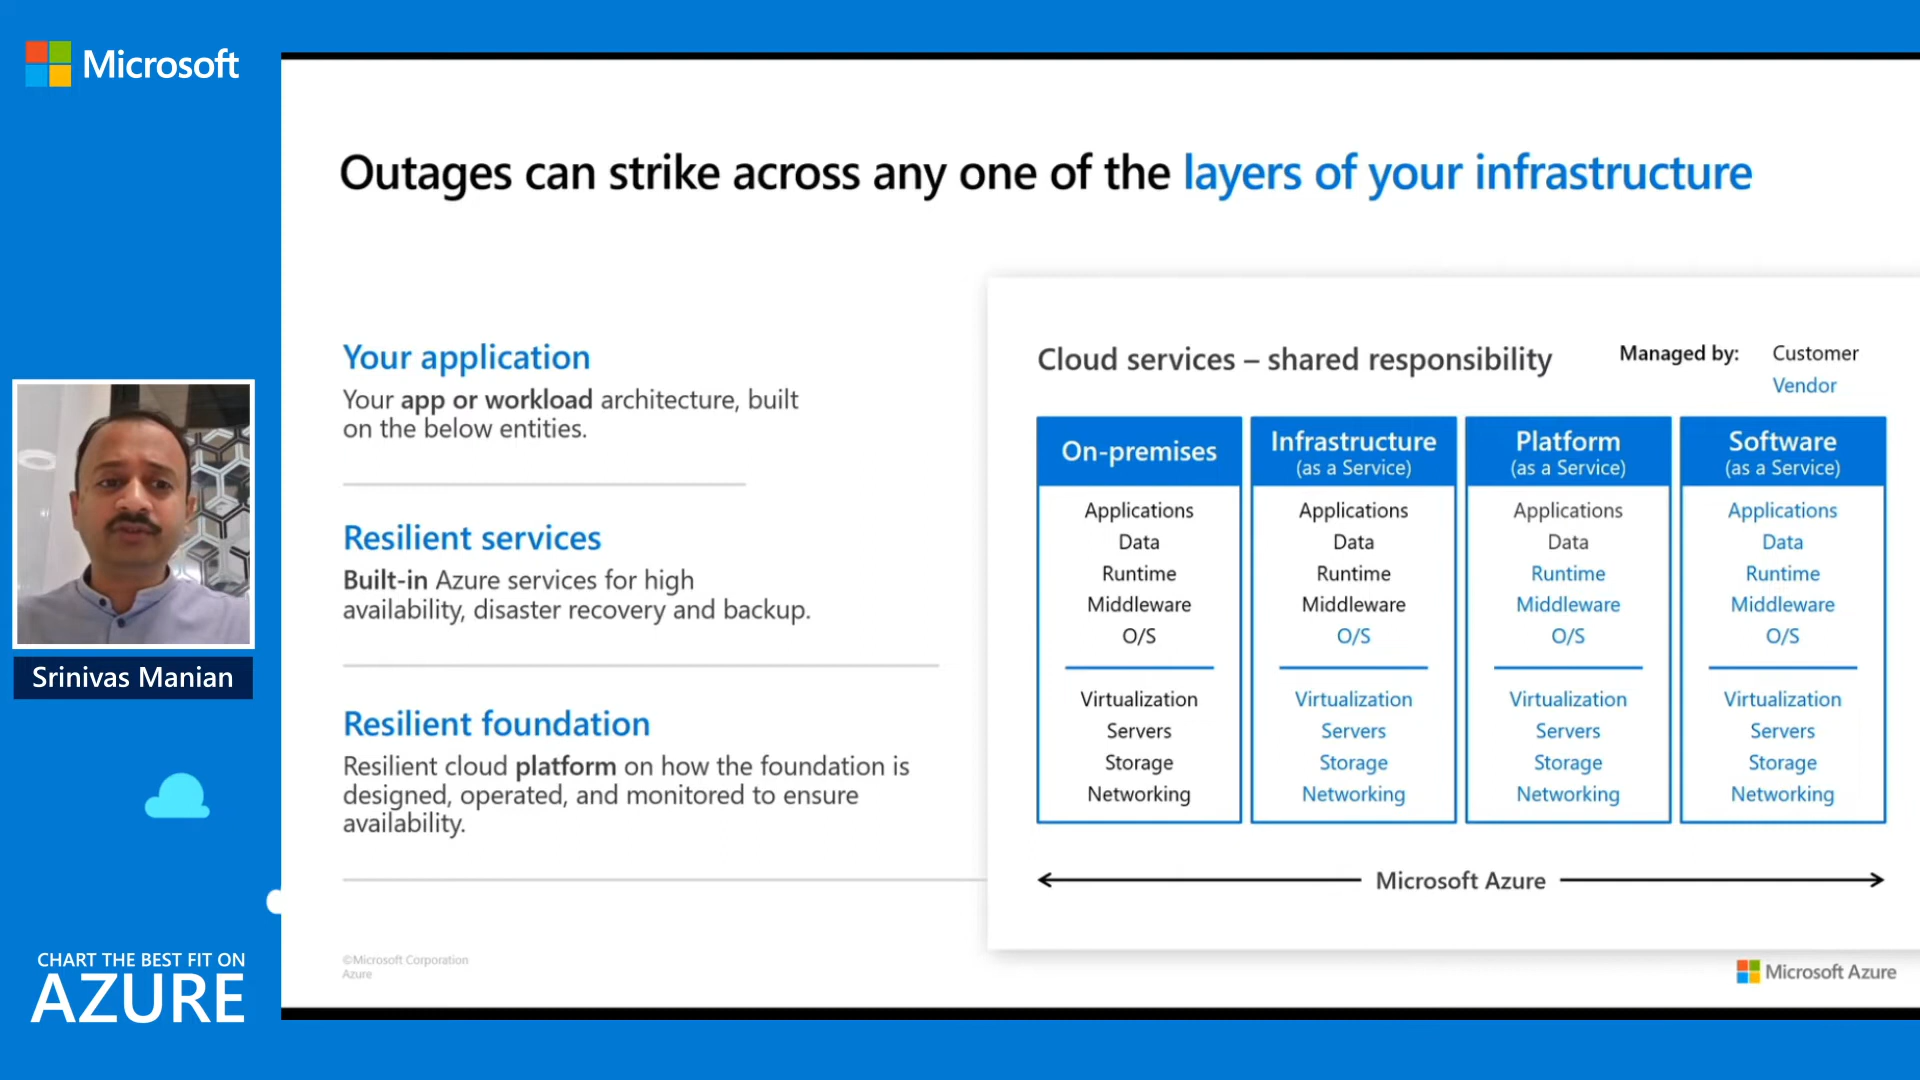 Microsoft
Outages can strike across any one of the layers of your infrastructure
Your application
Your app or workload architecture, built
on the below entities.
Resilient services
Built-in Azure services for high
availability, disaster recovery and backup.
Resilient foundation
Resilient cloud platform on how the foundation is
designed, operated, and monitored to ensure
availability.
Cloud services – shared responsibility
Managed by: Customer
Vendor
On-premises
Applications
Data
Runtime
Middleware
O/S
Virtualization
Servers
Storage
Networking
Infrastructure
(as a Service)
Applications
Data
Runtime
Middleware
O/S
Virtualization
Servers
Storage
Networking
Platform
(as a Service)
Applications
Data
Runtime
Middleware
O/S
Virtualization
Servers
Storage
Networking
Software
(as a Service)
Applications
Data
Runtime
Middleware
O/S
Virtualization
Servers
Storage
Networking
Microsoft Azure
Srinivas Manian
CHART THE BEST FIT ON
AZURE
©Microsoft Corporation
Azure
Microsoft Azure